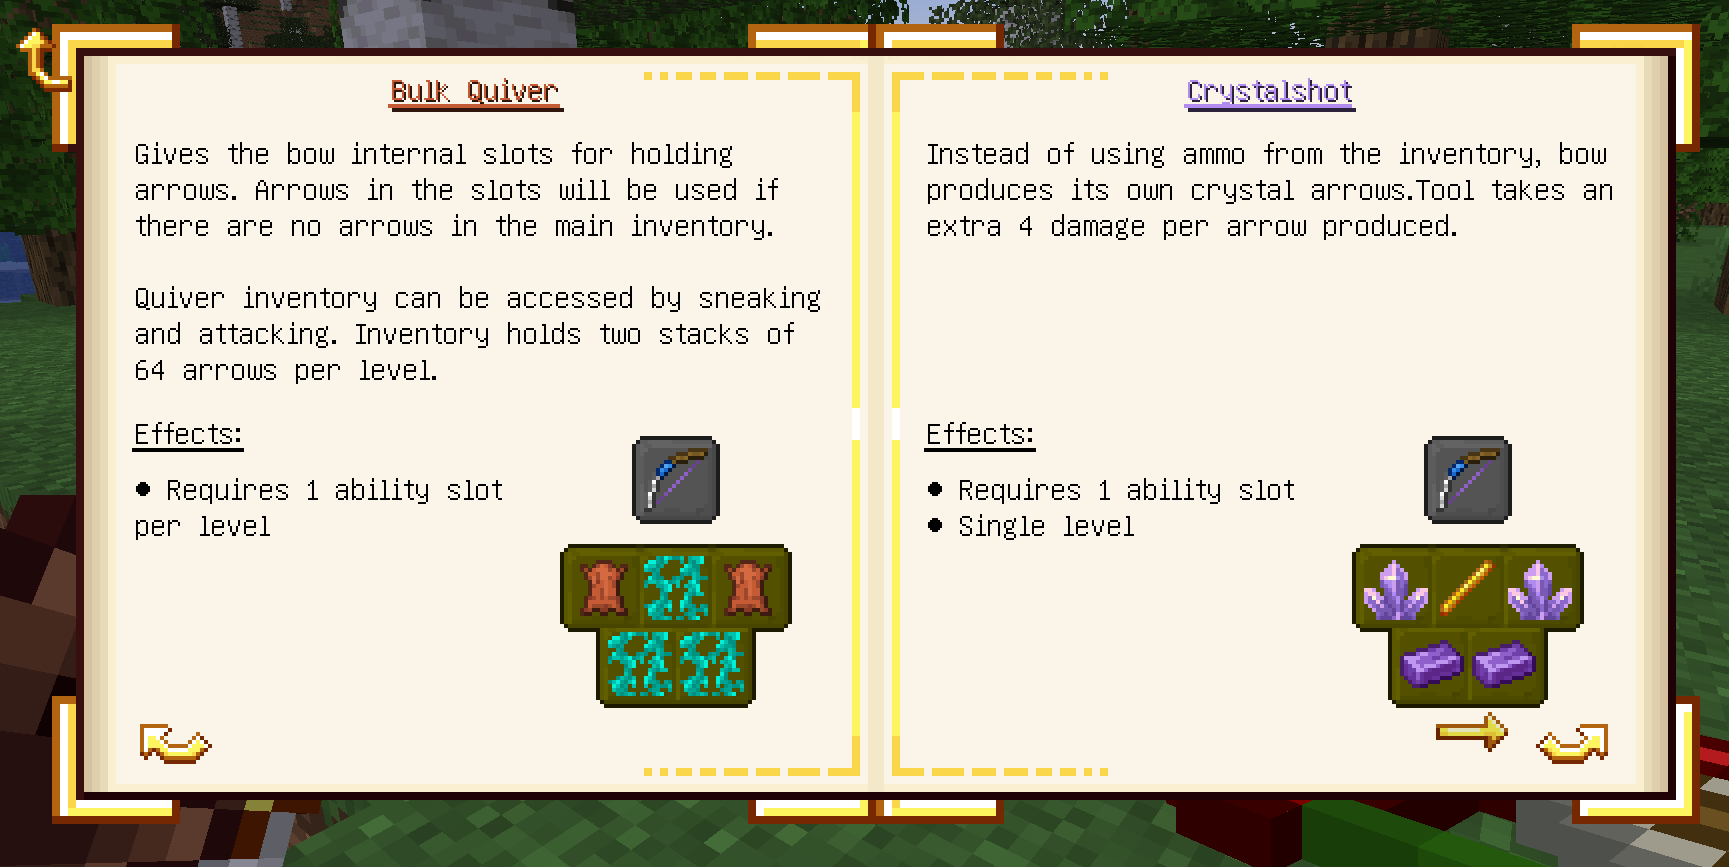 Bulk Quiver
Gives the bow internal slots for holding
arrows. Arrows in the slots will be used if
there are no arrows in the main inventory.
Quiver inventory can be accessed by sneaking
and attacking. Inventory holds two stacks of
64 arrows per level.
Effects:
● Requires 1 ability slot
per level
Crystalshot
Instead of using ammo from the inventory, bow
produces its own crystal arrows.Tool takes an
extra 4 damage per arrow produced.
Effects:
● Requires 1 ability slot
● Single level